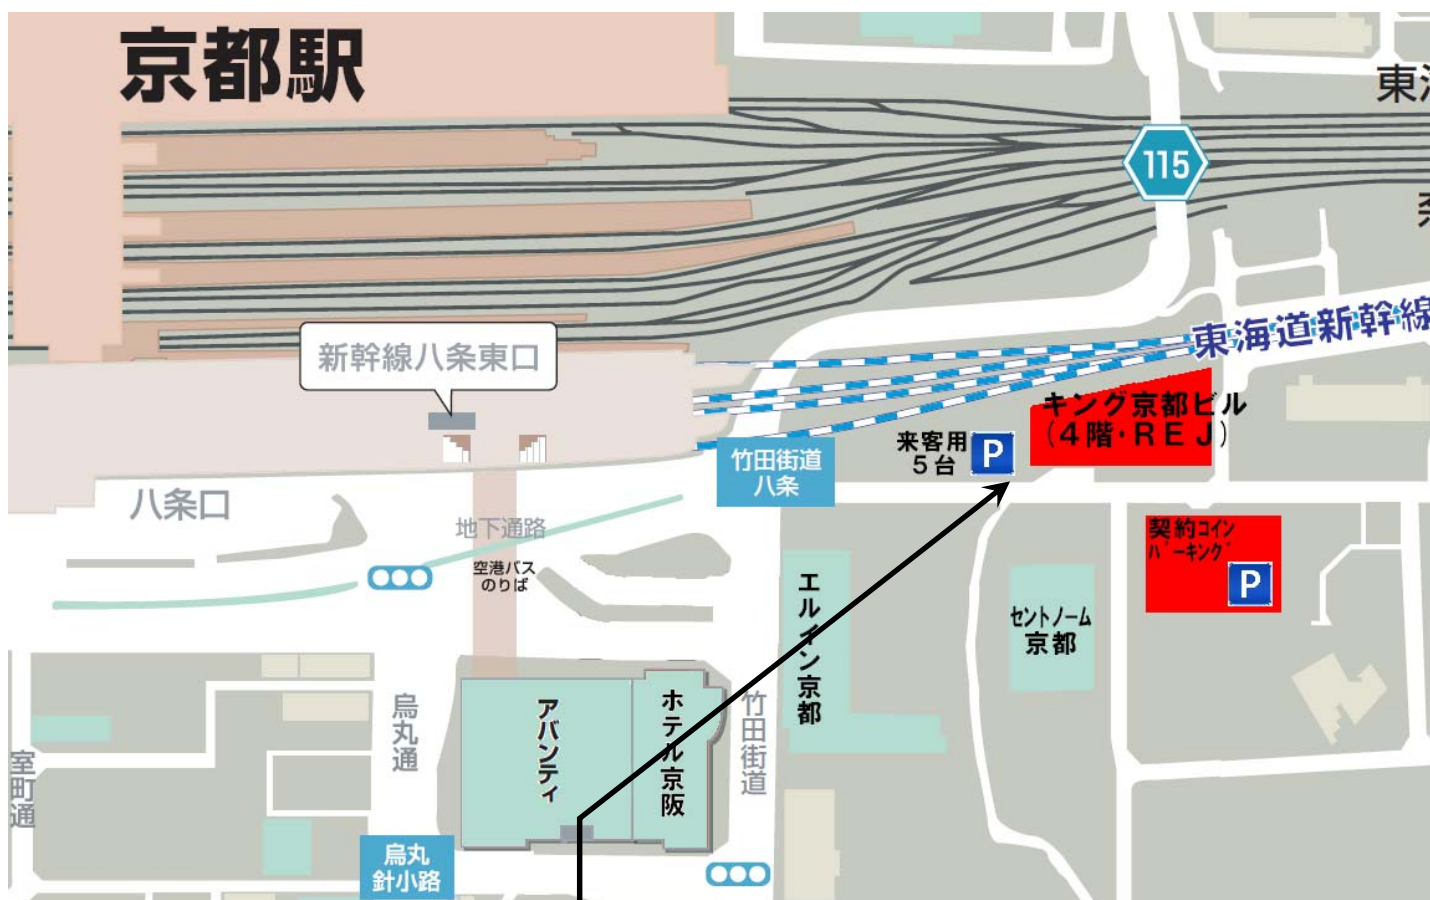 京都駅
115
新幹線八条東口
東海道新幹線
キング京都ビル
(4階・ＲＥＪ)
来客用
5台
P
竹田街道
八条
八条口
地下通路
空港バス
のりば
契約コイン
パーキング
P
エルイン京都
セントノーム
京都
烏丸通
アバンティ
ホテル京阪
竹田街道
室町通
烏丸
針小路